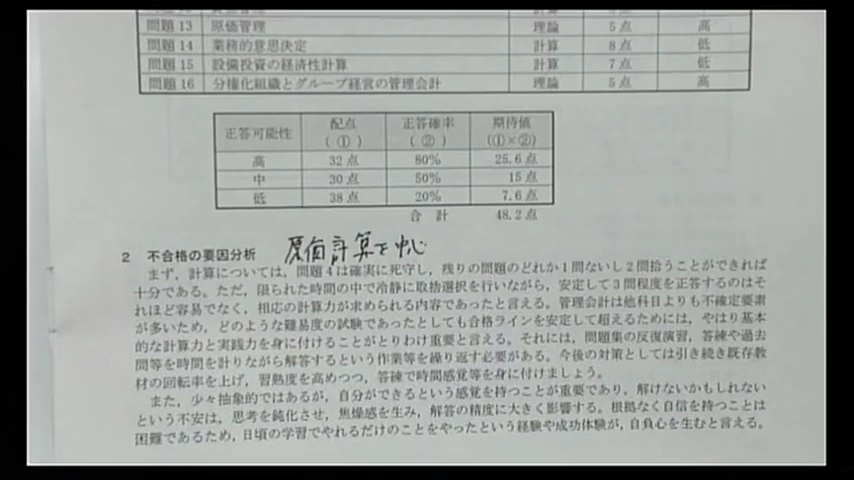 問題13 原価管理 理論 5点 高
問題14 業務的意思決定 計算 8点 低
問題15 設備投資の経済性計算 計算 7点 低
問題16 分権化組織とグループ経営の管理会計 理論 5点 高
正答可能性 配点（①） 正答確率（②） 期待値（①×②）
高 32点 80% 25.6点
中 30点 50% 15点
低 38点 20% 7.6点
合計 48.2点
2 不合格の要因分析 原価計算を中心
まず，計算については，問題4は確実に死守し，残りの問題のどれか1問ないし2問拾うことができれば
十分である。ただ，限られた時間の中で冷静に取捨選択を行いながら，安定して3問程度を正答するのはそ
れほど容易でなく，相応の計算力が求められる内容であったと言える。管理会計は他科目よりも不確定要素
が多いため，どのような難易度の試験であったとしても合格ラインを安定して超えるためには，やはり基本
的な計算力と実践力を身に付けることがとりわけ重要と言える。それには，問題集の反復演習，答練や過去
問等を時間を計りながら解答するという作業等を繰り返す必要がある。今後の対策としては引き続き既存教
材の回転率を上げ，習熟度を高めつつ，答練で時間感覚等を身に付けましょう。
また，少々抽象的ではあるが，自分ができるという感覚を持つことが重要であり，解けないかもしれない
という不安は，思考を鈍化させ，焦燥感を生み，解答の精度に大きく影響する。根拠なく自信を持つことは
困難であるため，日頃の学習でやれるだけのことをやったという経験や成功体験が，自負心を生むと言える。